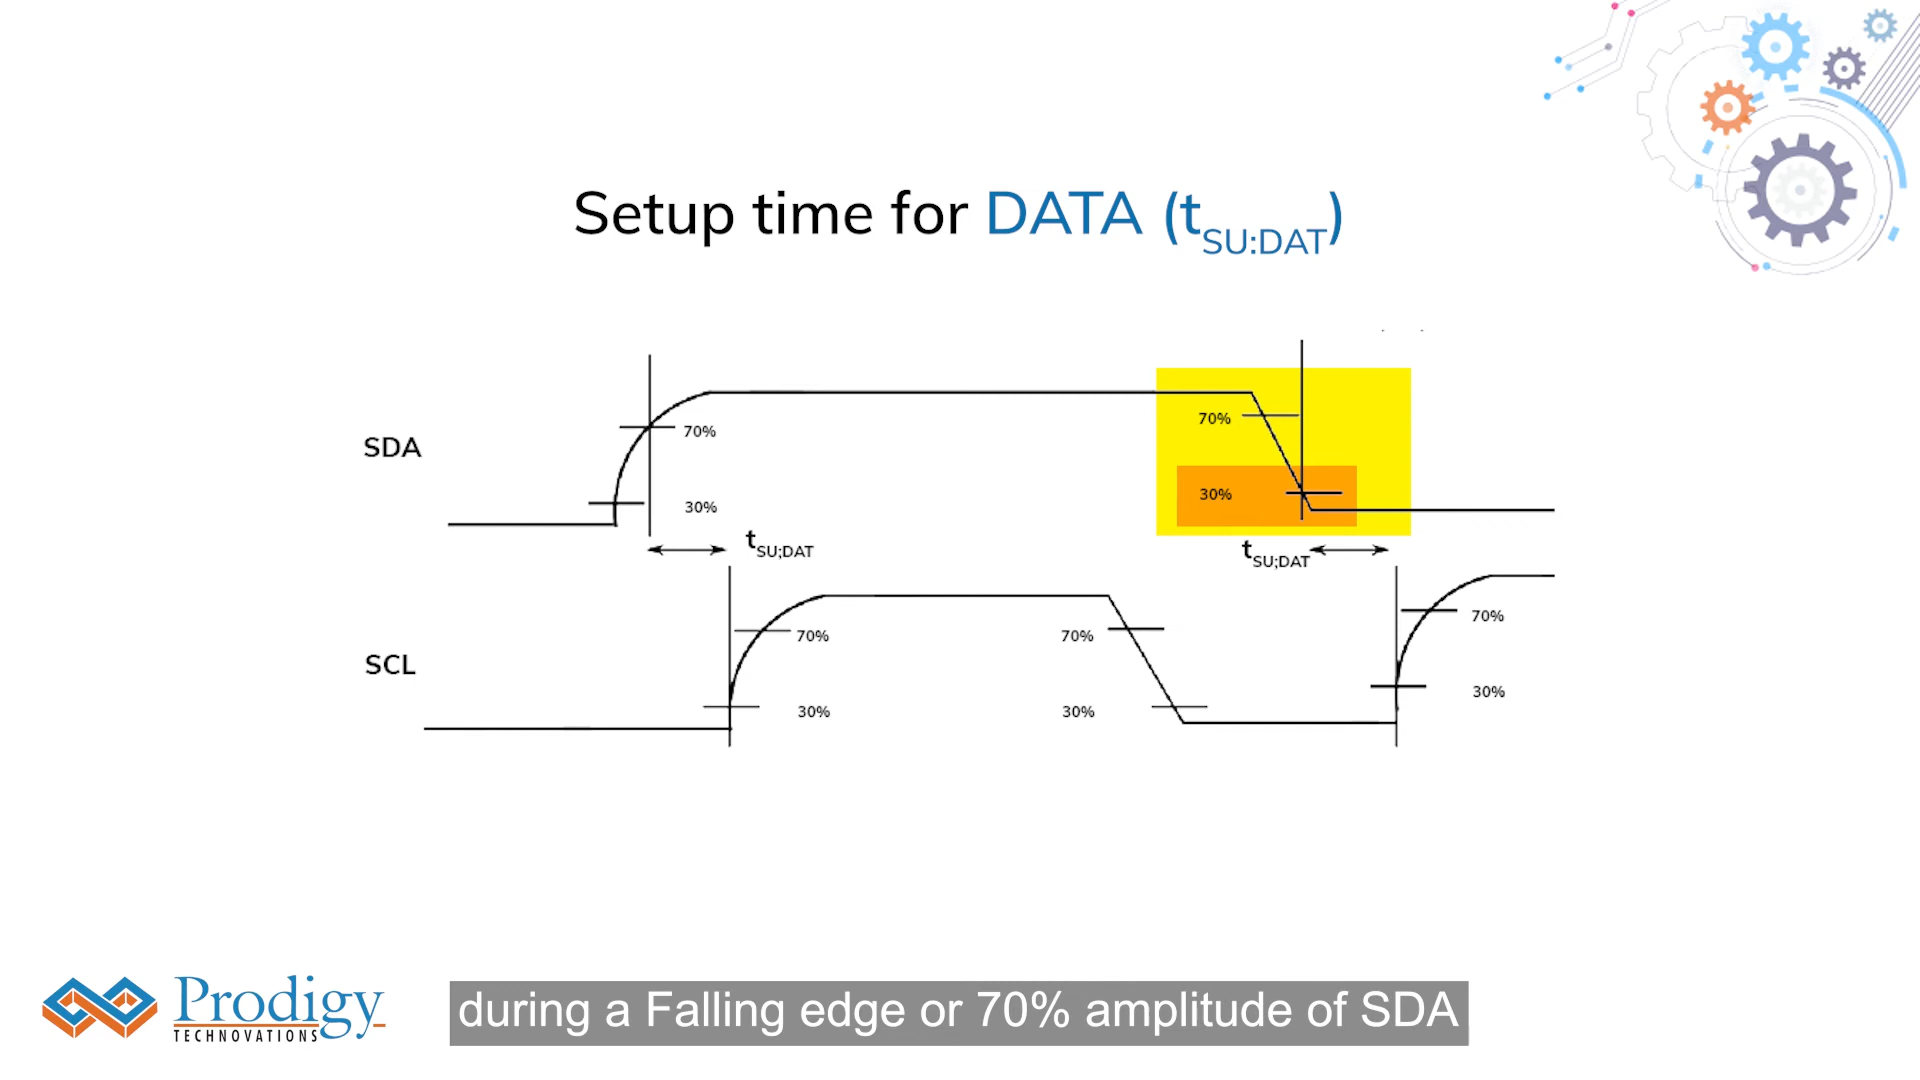 Setup time for DATA (tSU:DAT)
70%
SDA
70%
30%
30%
tSU;DAT
tSU;DAT
70%
70%
70%
SCL
30%
30%
30%
Prodigy
TECHNOVATIONS
during a Falling edge or 70% amplitude of SDA